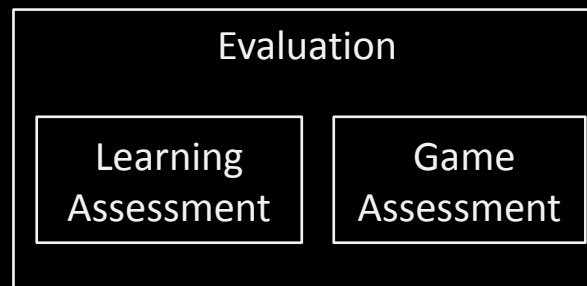 Evaluation
Learning
Assessment
Game
Assessment